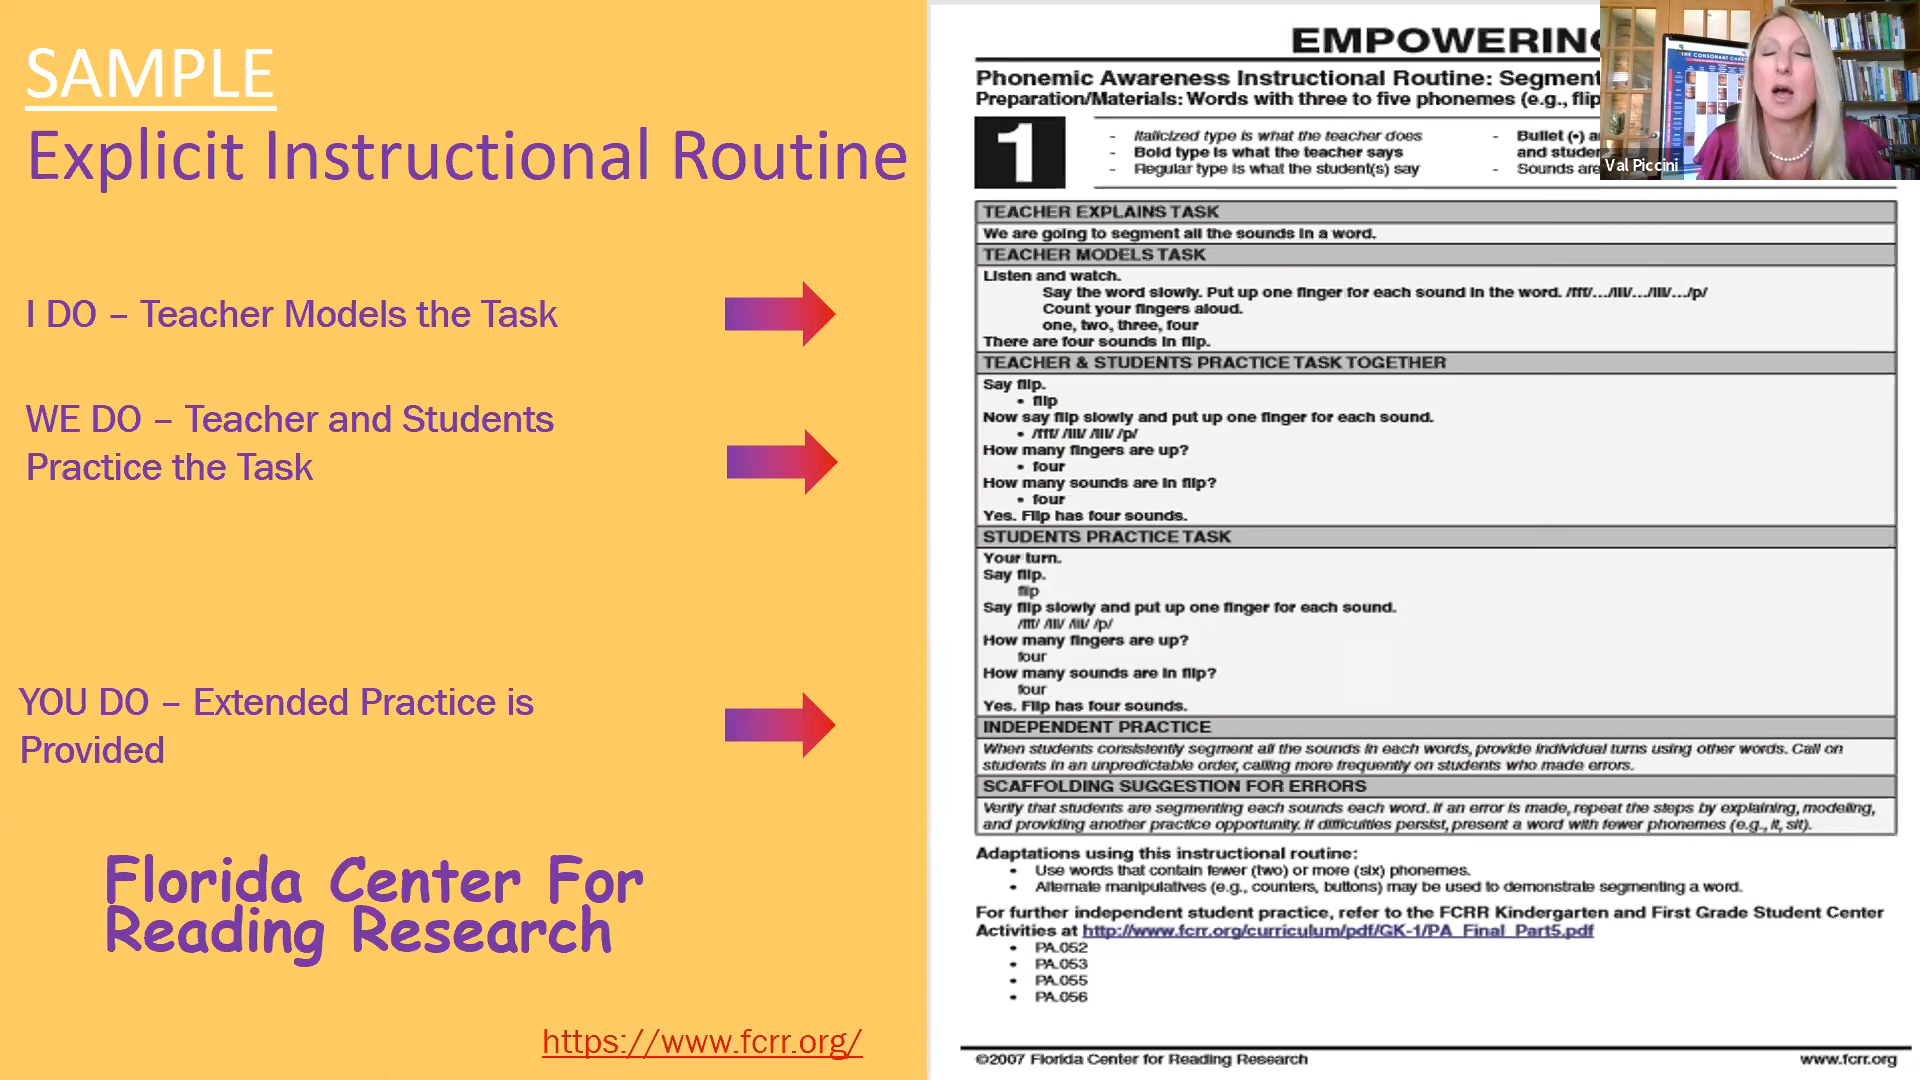 SAMPLE
Explicit Instructional Routine
I DO – Teacher Models the Task
WE DO – Teacher and Students
Practice the Task
YOU DO – Extended Practice is
Provided
Florida Center For
Reading Research
https://www.fcrr.org/
EMPOWERING
Phonemic Awareness Instructional Routine: Segment
Preparation/Materials: Words with three to five phonemes (e.g., flip
1
- Italicized type is what the teacher does
- Bold type is what the teacher says
- Regular type is what the student(s) say
- Bullet (•)
and
- Sounds are
TEACHER EXPLAINS TASK
We are going to segment all the sounds in a word.
TEACHER MODELS TASK
Listen and watch.
Say the word slowly. Put up one finger for each sound in the word. /fff/.../lll/.../iii/.../p/
Count your fingers aloud.
one, two, three, four
There are four sounds in flip.
TEACHER & STUDENTS PRACTICE TASK TOGETHER
Say flip.
• flip
Now say flip slowly and put up one finger for each sound.
• /fff/ /lll/ /iii/ /p/
How many fingers are up?
• four
How many sounds are in flip?
• four
Yes. Flip has four sounds.
STUDENTS PRACTICE TASK
Your turn.
Say flip.
flip
Say flip slowly and put up one finger for each sound.
/fff/ /lll/ /iii/ /p/
How many fingers are up?
four
How many sounds are in flip?
four
Yes. Flip has four sounds.
INDEPENDENT PRACTICE
When students consistently segment all the sounds in each words, provide individual turns using other words. Call on
students in an unpredictable order, calling more frequently on students who made errors.
SCAFFOLDING SUGGESTION FOR ERRORS
Verify that students are segmenting each sounds each word. If an error is made, repeat the steps by explaining, modeling,
and providing another practice opportunity. If difficulties persist, present a word with fewer phonemes (e.g., it, sit).
Adaptations using this instructional routine:
• Use words that contain fewer (two) or more (six) phonemes.
• Alternate manipulatives (e.g., counters, buttons) may be used to demonstrate segmenting a word.
For further independent student practice, refer to the FCRR Kindergarten and First Grade Student Center
Activities at http://www.fcrr.org/curriculum/pdf/GK-1/PA_Final_Part5.pdf
• PA.052
• PA.053
• PA.055
• PA.056
©2007 Florida Center for Reading Research
www.fcrr.org
THE CONSONANT CHART
Val Piccini